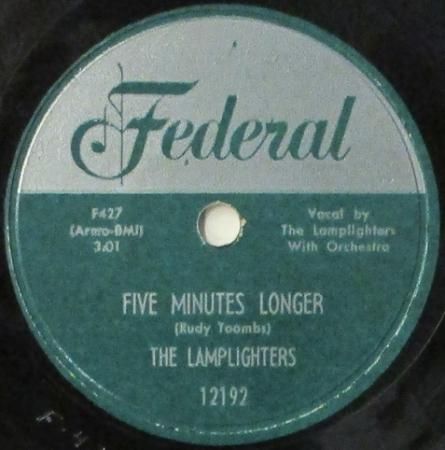 Federal
F427
(Armo-BMI)
3:01
Vocal by
The Lamplighters
With Orchestra
FIVE MINUTES LONGER
(Rudy Toombs)
THE LAMPLIGHTERS
12192